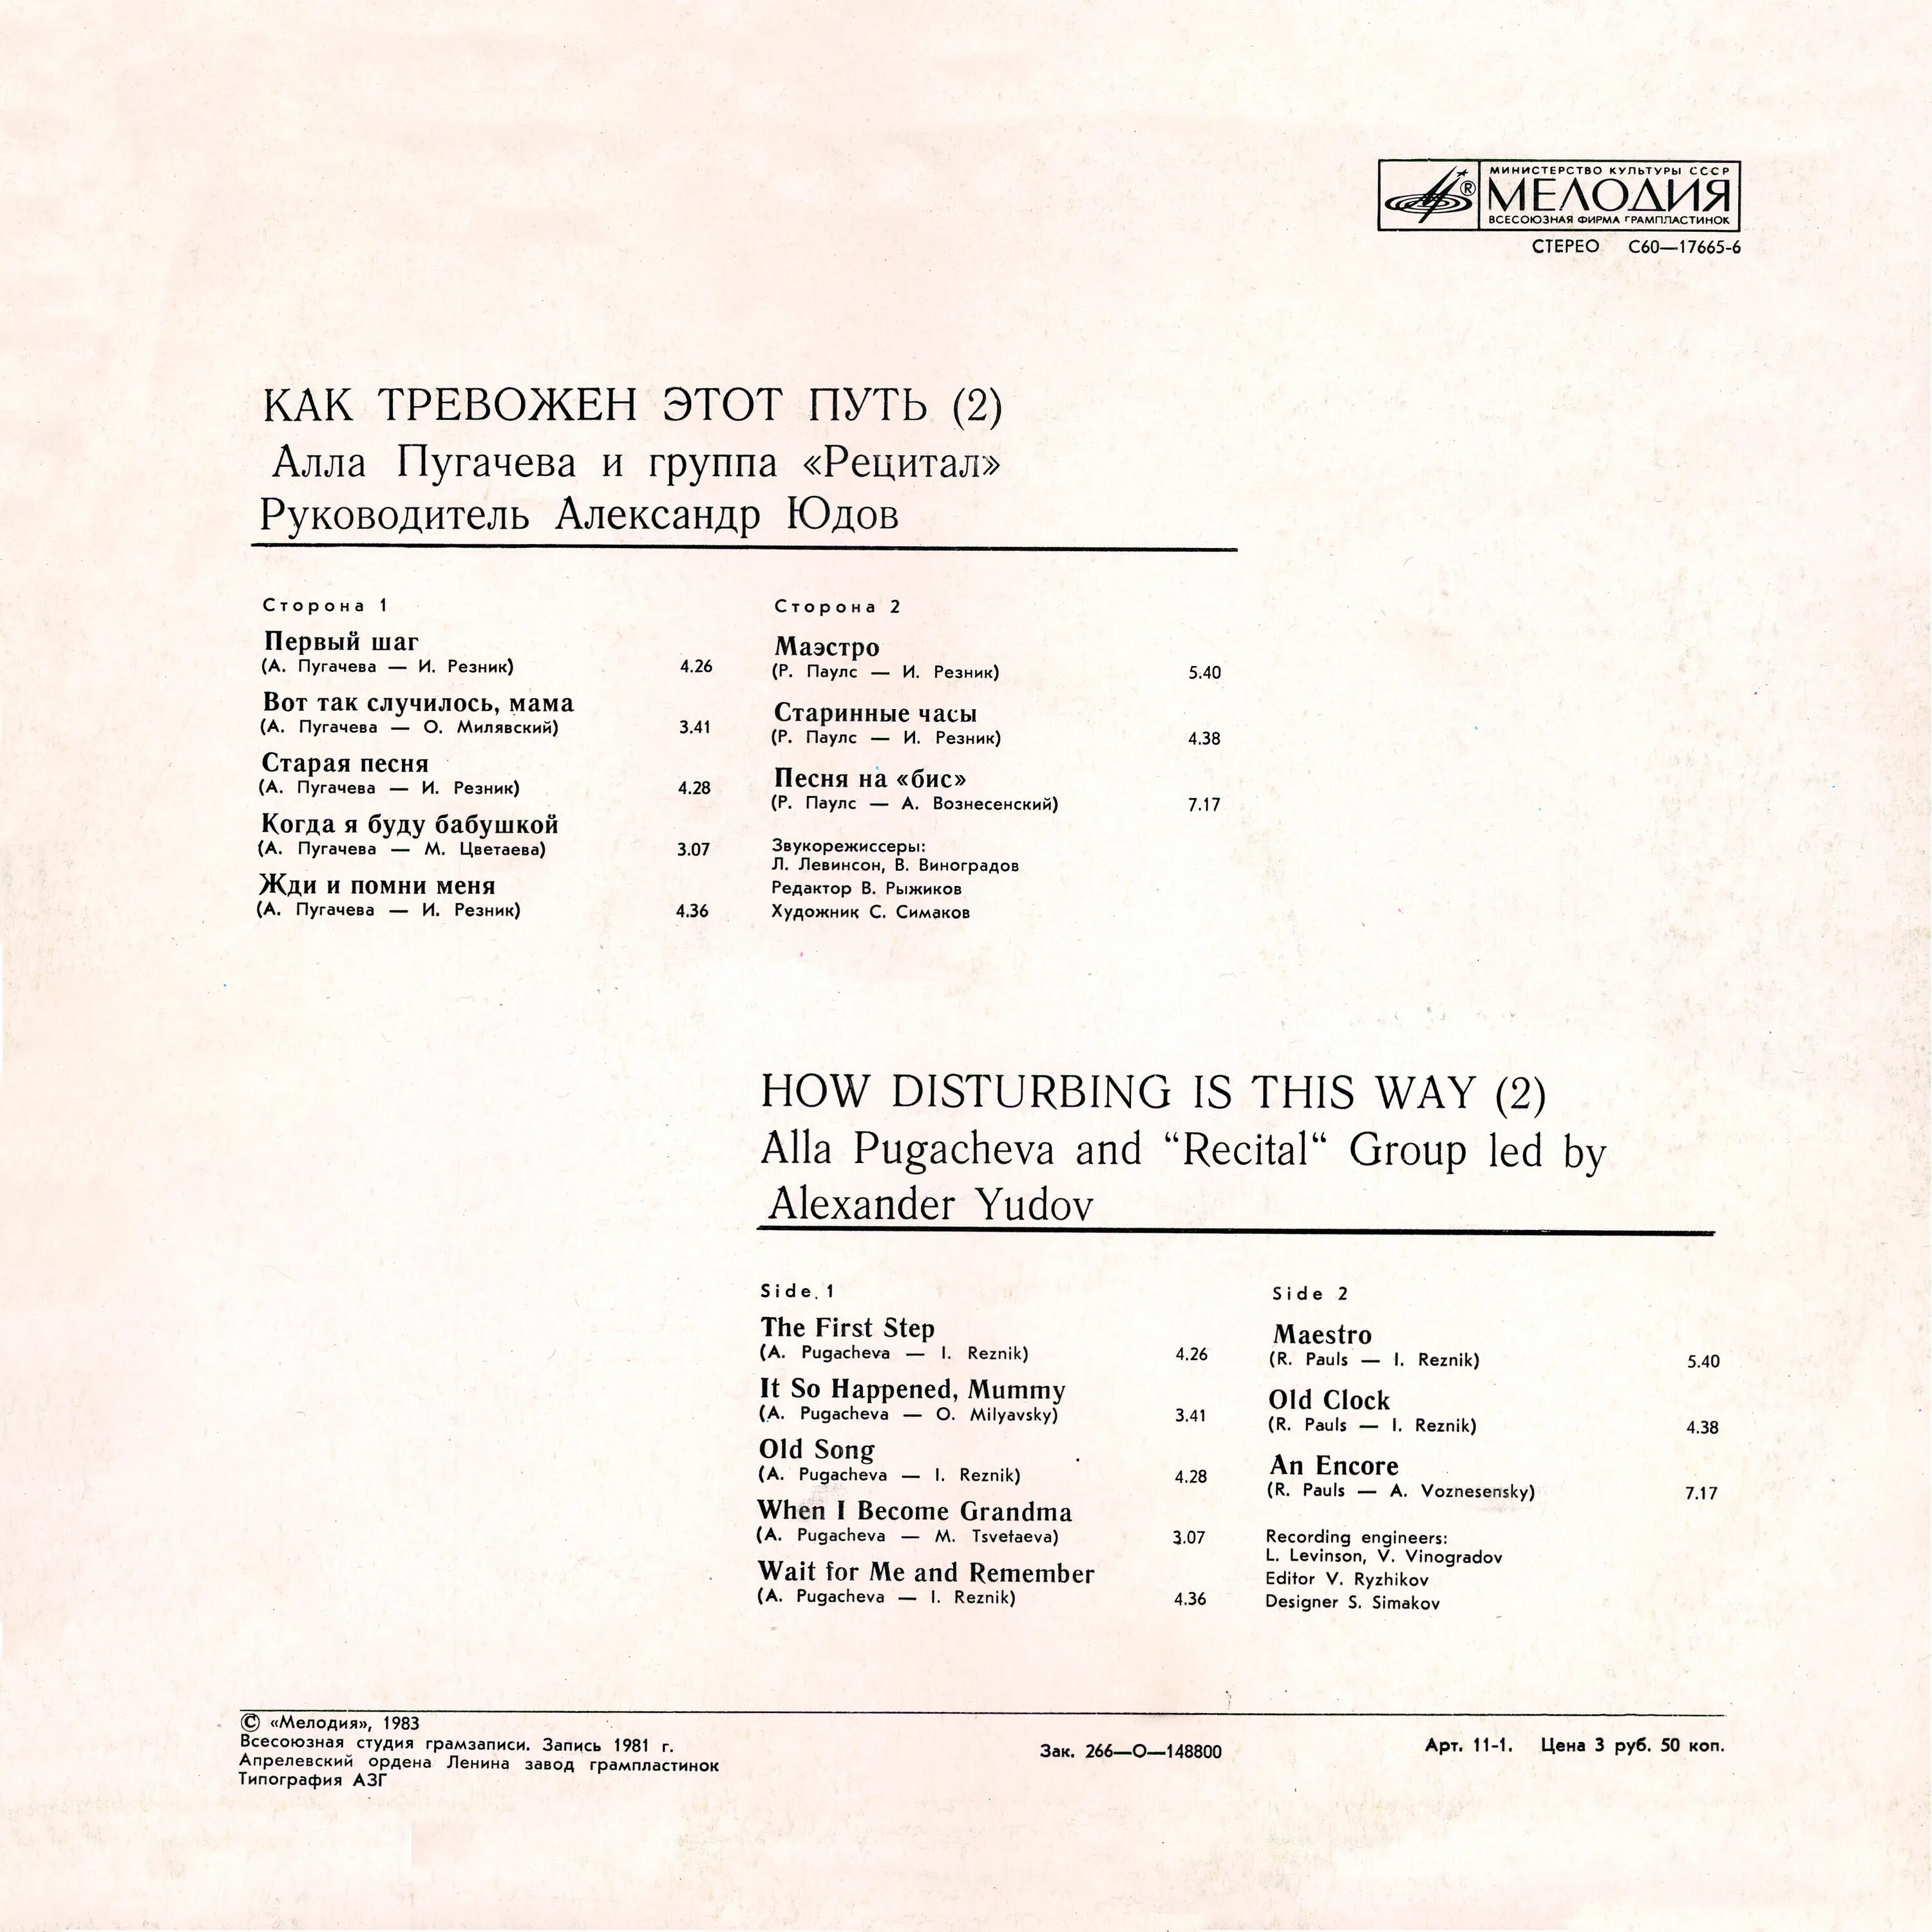 МИНИСТЕРСТВО КУЛЬТУРЫ СССР
МЕЛОДИЯ
ВСЕСОЮЗНАЯ ФИРМА ГРАМПЛАСТИНОК
СТЕРЕО С60—17665-6
КАК ТРЕВОЖЕН ЭТОТ ПУТЬ (2)
Алла Пугачева и группа «Рецитал»
Руководитель Александр Юдов
Сторона 1
Первый шаг
(А. Пугачева — И. Резник) 4.26
Вот так случилось, мама
(А. Пугачева — О. Милявский) 3.41
Старая песня
(А. Пугачева — И. Резник) 4.28
Когда я буду бабушкой
(А. Пугачева — М. Цветаева) 3.07
Жди и помни меня
(А. Пугачева — И. Резник) 4.36
Сторона 2
Маэстро
(Р. Паулс — И. Резник) 5.40
Старинные часы
(Р. Паулс — И. Резник) 4.38
Песня на «бис»
(Р. Паулс — А. Вознесенский) 7.17
Звукорежиссеры:
Л. Левинсон, В. Виноградов
Редактор В. Рыжиков
Художник С. Симаков
HOW DISTURBING IS THIS WAY (2)
Alla Pugacheva and “Recital“ Group led by
Alexander Yudov
Side 1
The First Step
(A. Pugacheva — I. Reznik) 4.26
It So Happened, Mummy
(A. Pugacheva — O. Milyavsky) 3.41
Old Song
(A. Pugacheva — I. Reznik) 4.28
When I Become Grandma
(A. Pugacheva — M. Tsvetaeva) 3.07
Wait for Me and Remember
(A. Pugacheva — I. Reznik) 4.36
Side 2
Maestro
(R. Pauls — I. Reznik) 5.40
Old Clock
(R. Pauls — I. Reznik) 4.38
An Encore
(R. Pauls — A. Voznesensky) 7.17
Recording engineers:
L. Levinson, V. Vinogradov
Editor V. Ryzhikov
Designer S. Simakov
© «Мелодия», 1983
Всесоюзная студия грамзаписи. Запись 1981 г.
Апрелевский ордена Ленина завод грампластинок
Типография АЗГ
Зак. 266—О—148800
Арт. 11-1. Цена 3 руб. 50 коп.